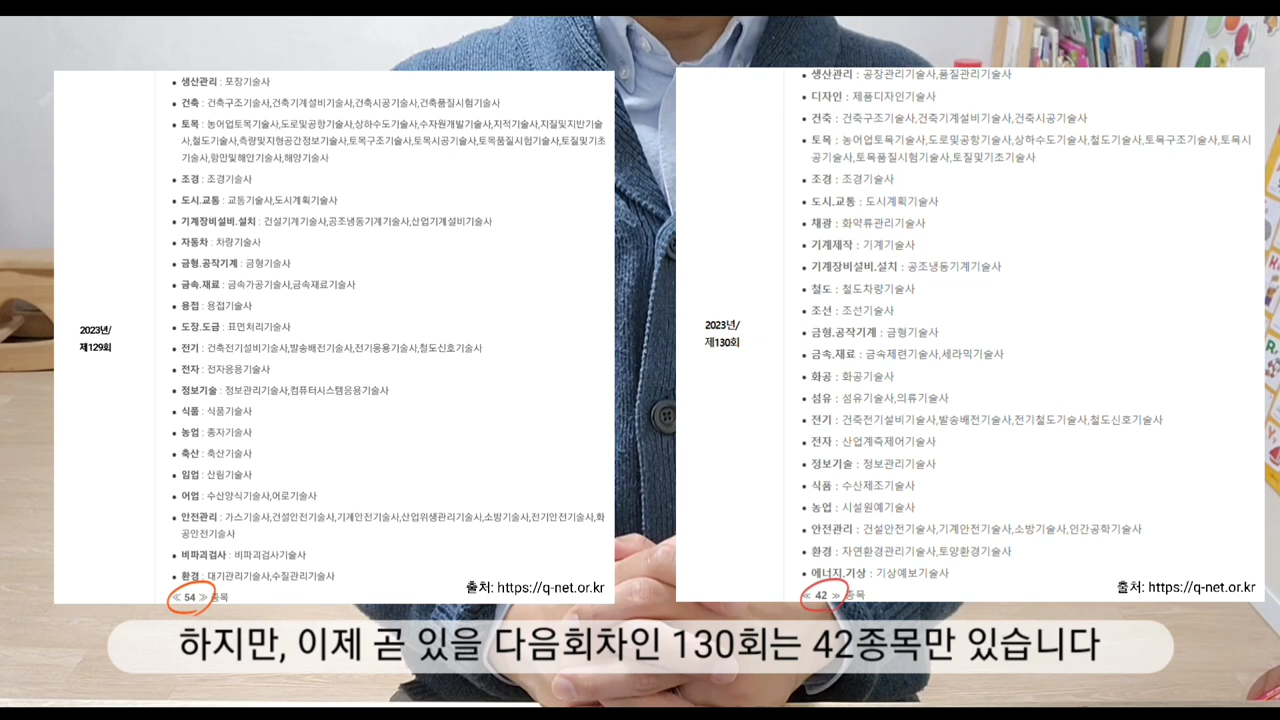 2023년/
제129회
• 생산관리 : 포장기술사
• 건축 : 건축구조기술사,건축기계설비기술사,건축시공기술사,건축품질시험기술사
• 토목 : 농어업토목기술사,도로및공항기술사,상하수도기술사,수자원개발기술사,지적기술사,지질및지반기술
사,철도기술사,측량및지형공간정보기술사,토목구조기술사,토목시공기술사,토목품질시험기술사,토질및기초
기술사,항만및해안기술사,해양기술사
• 조경 : 조경기술사
• 도시.교통 : 교통기술사,도시계획기술사
• 기계장비설비.설치 : 건설기계기술사,공조냉동기계기술사,산업기계설비기술사
• 자동차 : 차량기술사
• 금형.공작기계 : 금형기술사
• 금속.재료 : 금속가공기술사,금속재료기술사
• 용접 : 용접기술사
• 도장.도금 : 표면처리기술사
• 전기 : 건축전기설비기술사,발송배전기술사,전기응용기술사,철도신호기술사
• 전자 : 전자응용기술사
• 정보기술 : 정보관리기술사,컴퓨터시스템응용기술사
• 식품 : 식품기술사
• 농업 : 종자기술사
• 축산 : 축산기술사
• 임업 : 산림기술사
• 어업 : 수산양식기술사,어로기술사
• 안전관리 : 가스기술사,건설안전기술사,기계안전기술사,산업위생관리기술사,소방기술사,전기안전기술사,화
공안전기술사
• 비파괴검사 : 비파괴검사기술사
• 환경 : 대기관리기술사,수질관리기술사
출처: https://q-net.or.kr
≪ 54 ≫ 종목
2023년/
제130회
• 생산관리 : 공장관리기술사,품질관리기술사
• 디자인 : 제품디자인기술사
• 건축 : 건축구조기술사,건축기계설비기술사,건축시공기술사
• 토목 : 농어업토목기술사,도로및공항기술사,상하수도기술사,철도기술사,토목구조기술사,토목시
공기술사,토목품질시험기술사,토질및기초기술사
• 조경 : 조경기술사
• 도시.교통 : 도시계획기술사
• 채광 : 화약류관리기술사
• 기계제작 : 기계기술사
• 기계장비설비.설치 : 공조냉동기계기술사
• 철도 : 철도차량기술사
• 조선 : 조선기술사
• 금형.공작기계 : 금형기술사
• 금속.재료 : 금속제련기술사,세라믹기술사
• 화공 : 화공기술사
• 섬유 : 섬유기술사,의류기술사
• 전기 : 건축전기설비기술사,발송배전기술사,전기철도기술사,철도신호기술사
• 전자 : 산업계측제어기술사
• 정보기술 : 정보관리기술사
• 식품 : 수산제조기술사
• 농업 : 시설원예기술사
• 안전관리 : 건설안전기술사,기계안전기술사,소방기술사,인간공학기술사
• 환경 : 자연환경관리기술사,토양환경기술사
• 에너지.기상 : 기상예보기술사
출처: https://q-net.or.kr
≪ 42 ≫ 종목
하지만, 이제 곧 있을 다음회차인 130회는 42종목만 있습니다